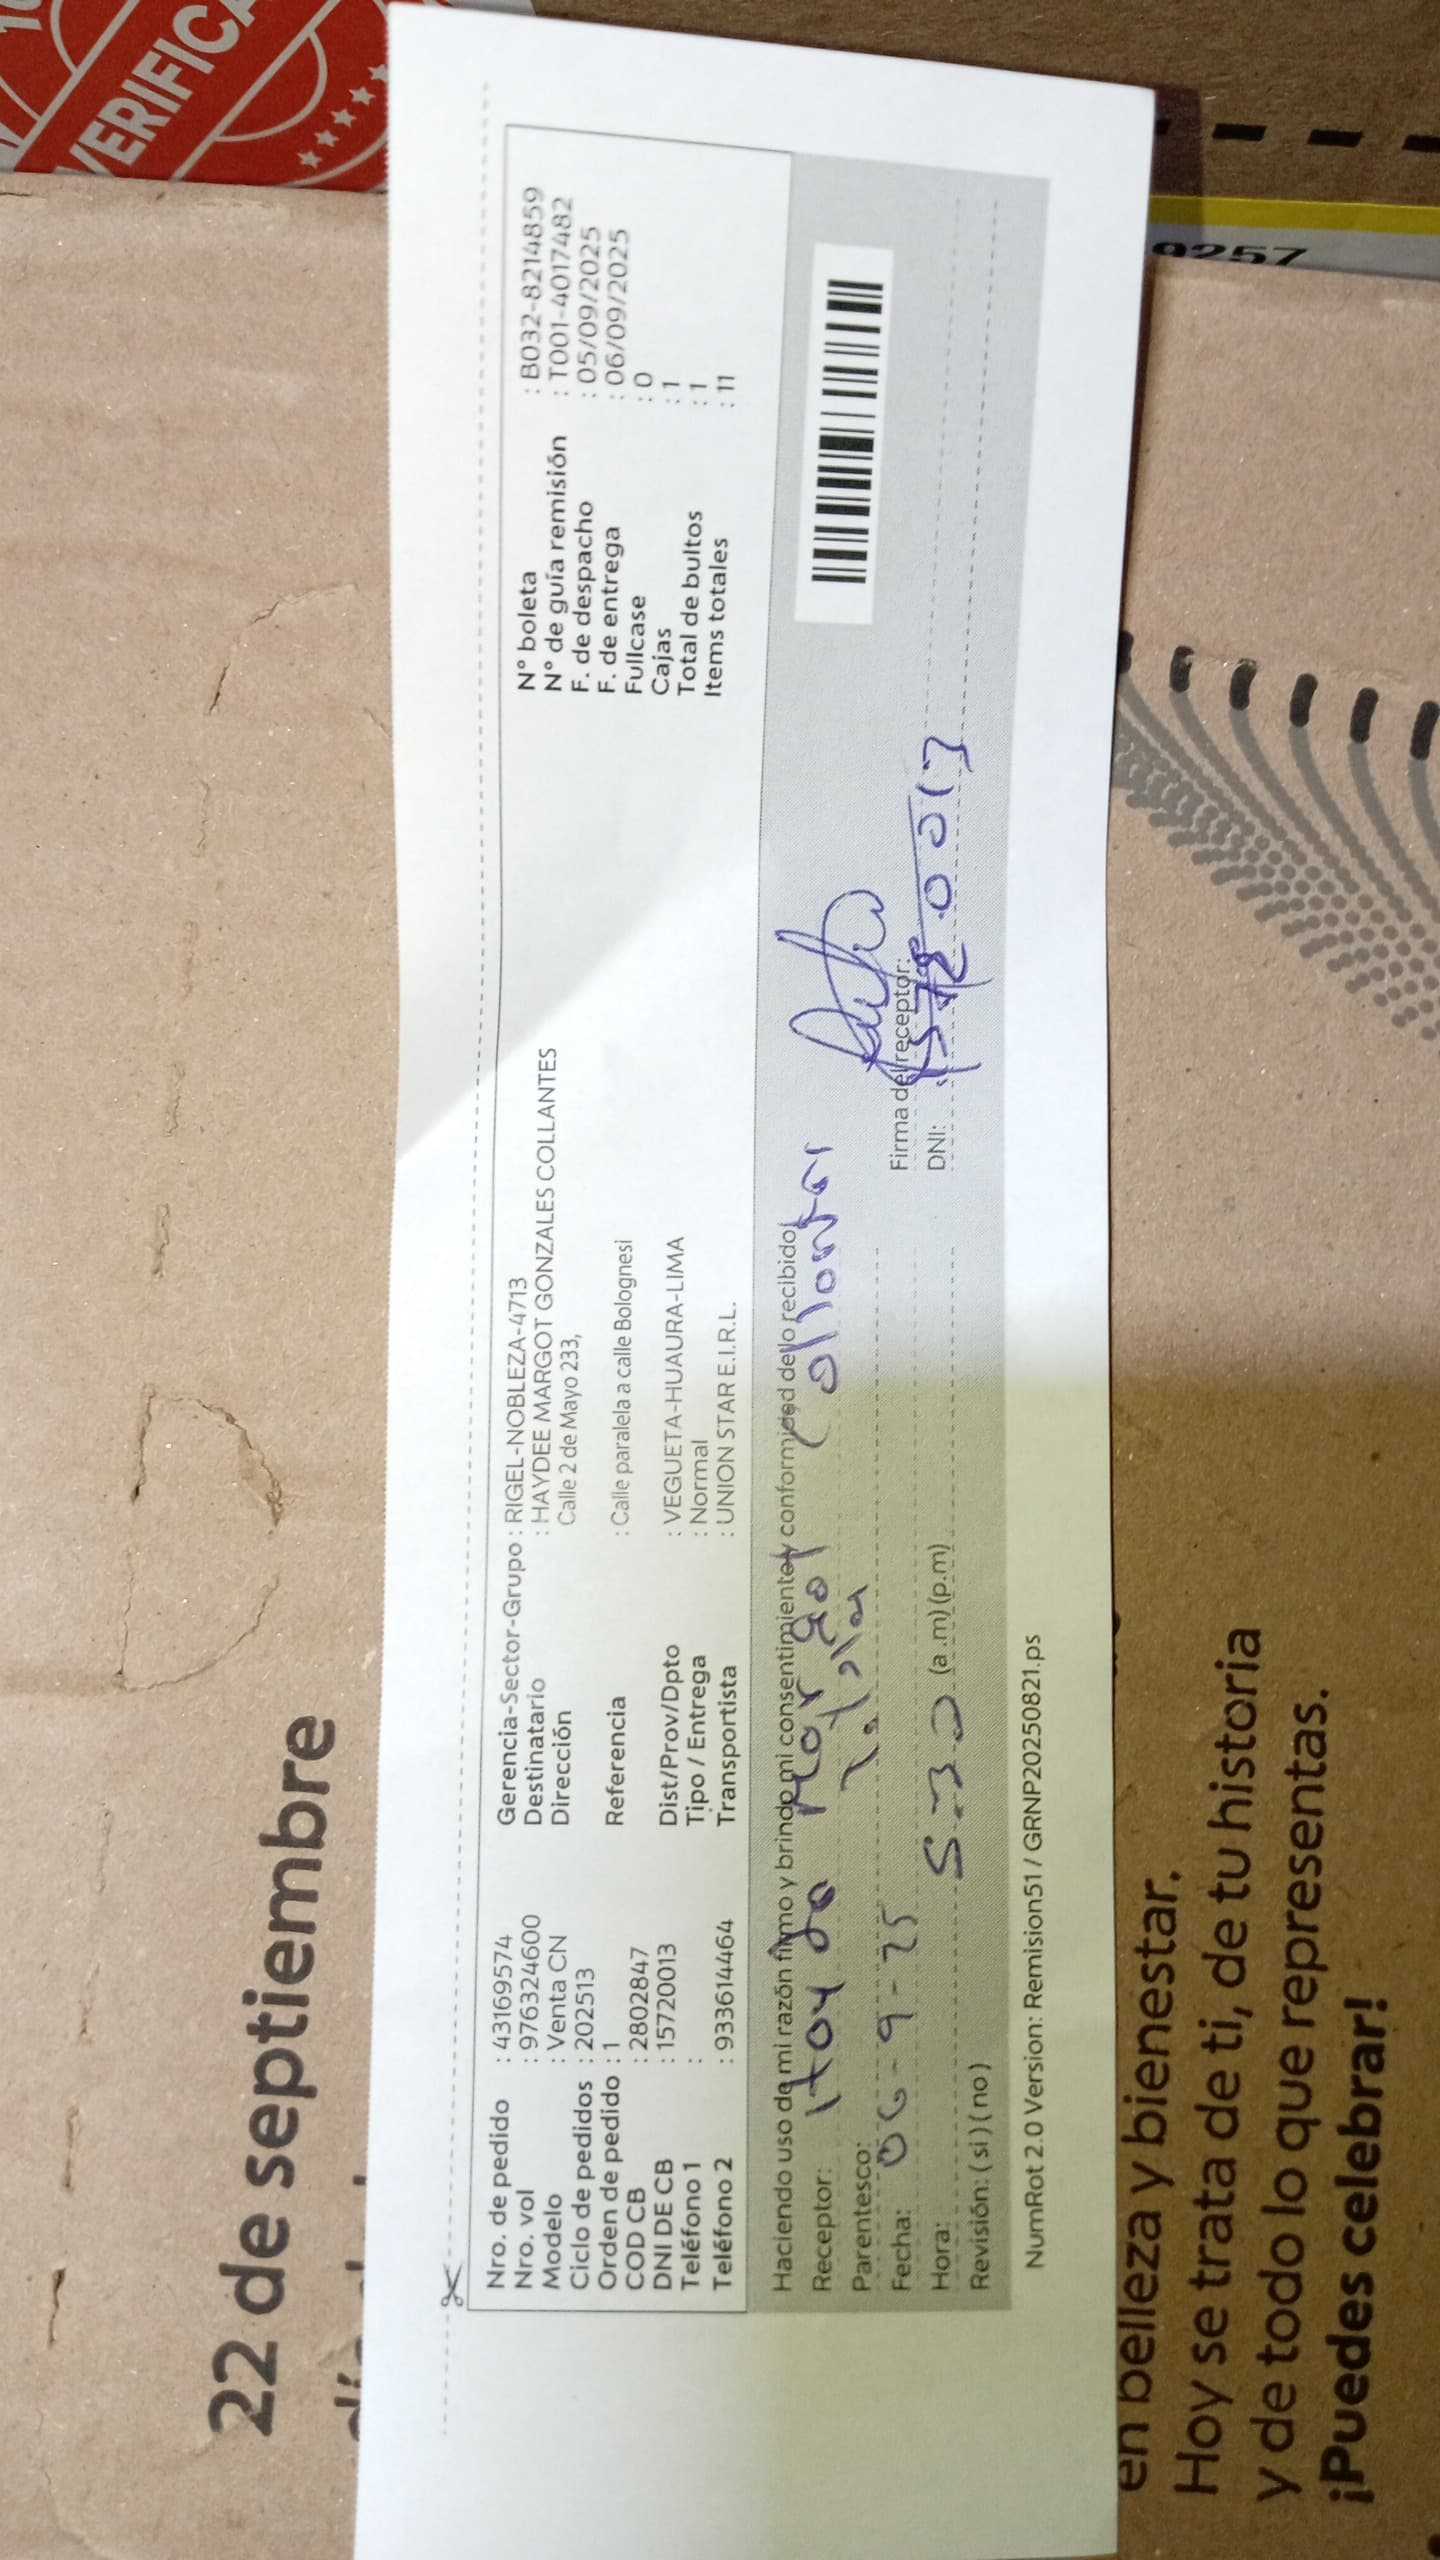 VERIFICA
9257
Nro. de pedido : 43169574
Nro. vol : 9763246​00
Modelo : Venta CN
Ciclo de pedidos : 202513
Orden de pedido : 1
COD CB : 2802847
DNI DE CB : 15720013
Teléfono 1 :
Teléfono 2 : 933614464
Gerencia-Sector-Grupo : RIGEL-NOBLEZA-4713
Destinatario : HAYDEE MARGOT GONZALES COLLANTES
Dirección Calle 2 de Mayo 233,
Referencia : Calle paralela a calle Bolognesi
Dist/Prov/Dpto : VEGUETA-HUAURA-LIMA
Tipo / Entrega : Normal
Transportista : UNION STAR E.I.R.L.
N° boleta : B032-8214859
N° de guía remisión : T001-4017482
F. de despacho : 05/09/2025
F. de entrega : 06/09/2025
Fullcase : 0
Cajas : 1
Total de bultos : 1
Items totales : 11
Haciendo uso de mi razón firmo y brindo mi consentimiento y conformidad de lo recibido
Receptor:
Parentesco:
Fecha: 06-9-25
Hora: 5.30 (a.m) (p.m)
Revisión: ( si ) ( no )
Firma del receptor:
DNI: 15720013
NumRot 2.0 Version: Remision51 / GRNP20250821.ps
22 de septiembre
en belleza y bienestar.
Hoy se trata de ti, de tu historia
y de todo lo que representas.
¡Puedes celebrar!